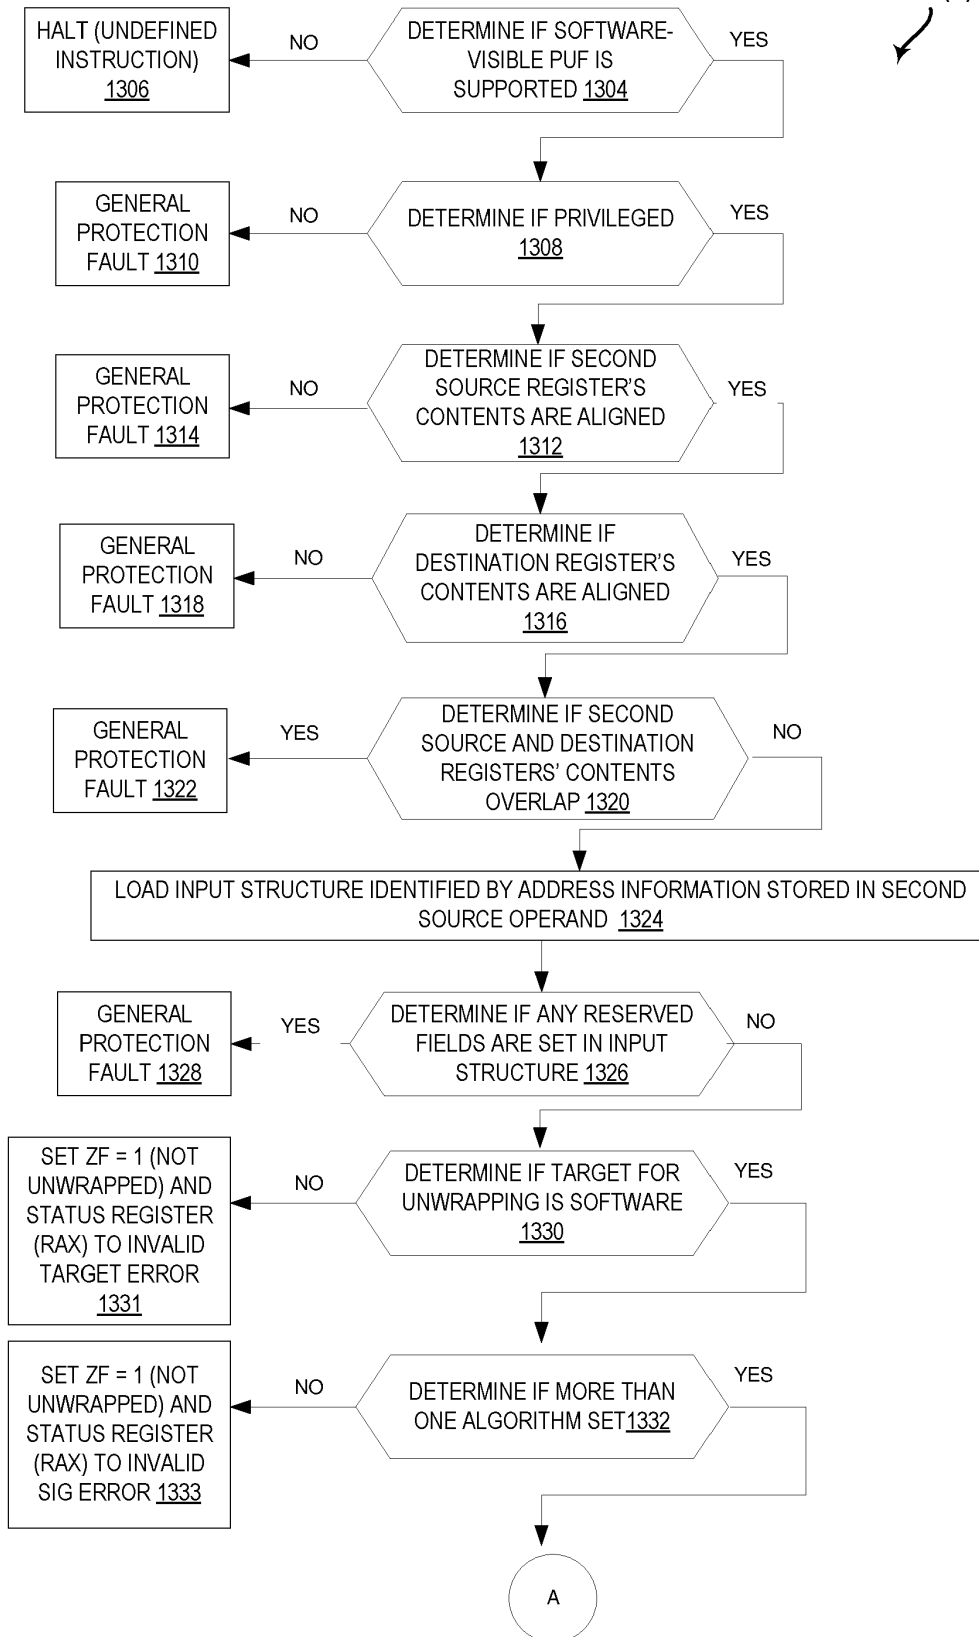 HALT (UNDEFINED
INSTRUCTION)
1306
NO
DETERMINE IF SOFTWARE-
VISIBLE PUF IS
SUPPORTED 1304
YES
GENERAL
PROTECTION
FAULT 1310
NO
DETERMINE IF PRIVILEGED
1308
YES
GENERAL
PROTECTION
FAULT 1314
NO
DETERMINE IF SECOND
SOURCE REGISTER'S
CONTENTS ARE ALIGNED
1312
YES
GENERAL
PROTECTION
FAULT 1318
NO
DETERMINE IF
DESTINATION REGISTER'S
CONTENTS ARE ALIGNED
1316
YES
GENERAL
PROTECTION
FAULT 1322
YES
DETERMINE IF SECOND
SOURCE AND DESTINATION
REGISTERS' CONTENTS
OVERLAP 1320
NO
LOAD INPUT STRUCTURE IDENTIFIED BY ADDRESS INFORMATION STORED IN SECOND
SOURCE OPERAND 1324
GENERAL
PROTECTION
FAULT 1328
YES
DETERMINE IF ANY RESERVED
FIELDS ARE SET IN INPUT
STRUCTURE 1326
NO
SET ZF = 1 (NOT
UNWRAPPED) AND
STATUS REGISTER
(RAX) TO INVALID
TARGET ERROR
1331
NO
DETERMINE IF TARGET FOR
UNWRAPPING IS SOFTWARE
1330
YES
SET ZF = 1 (NOT
UNWRAPPED) AND
STATUS REGISTER
(RAX) TO INVALID
SIG ERROR 1333
NO
DETERMINE IF MORE THAN
ONE ALGORITHM SET1332
YES
A